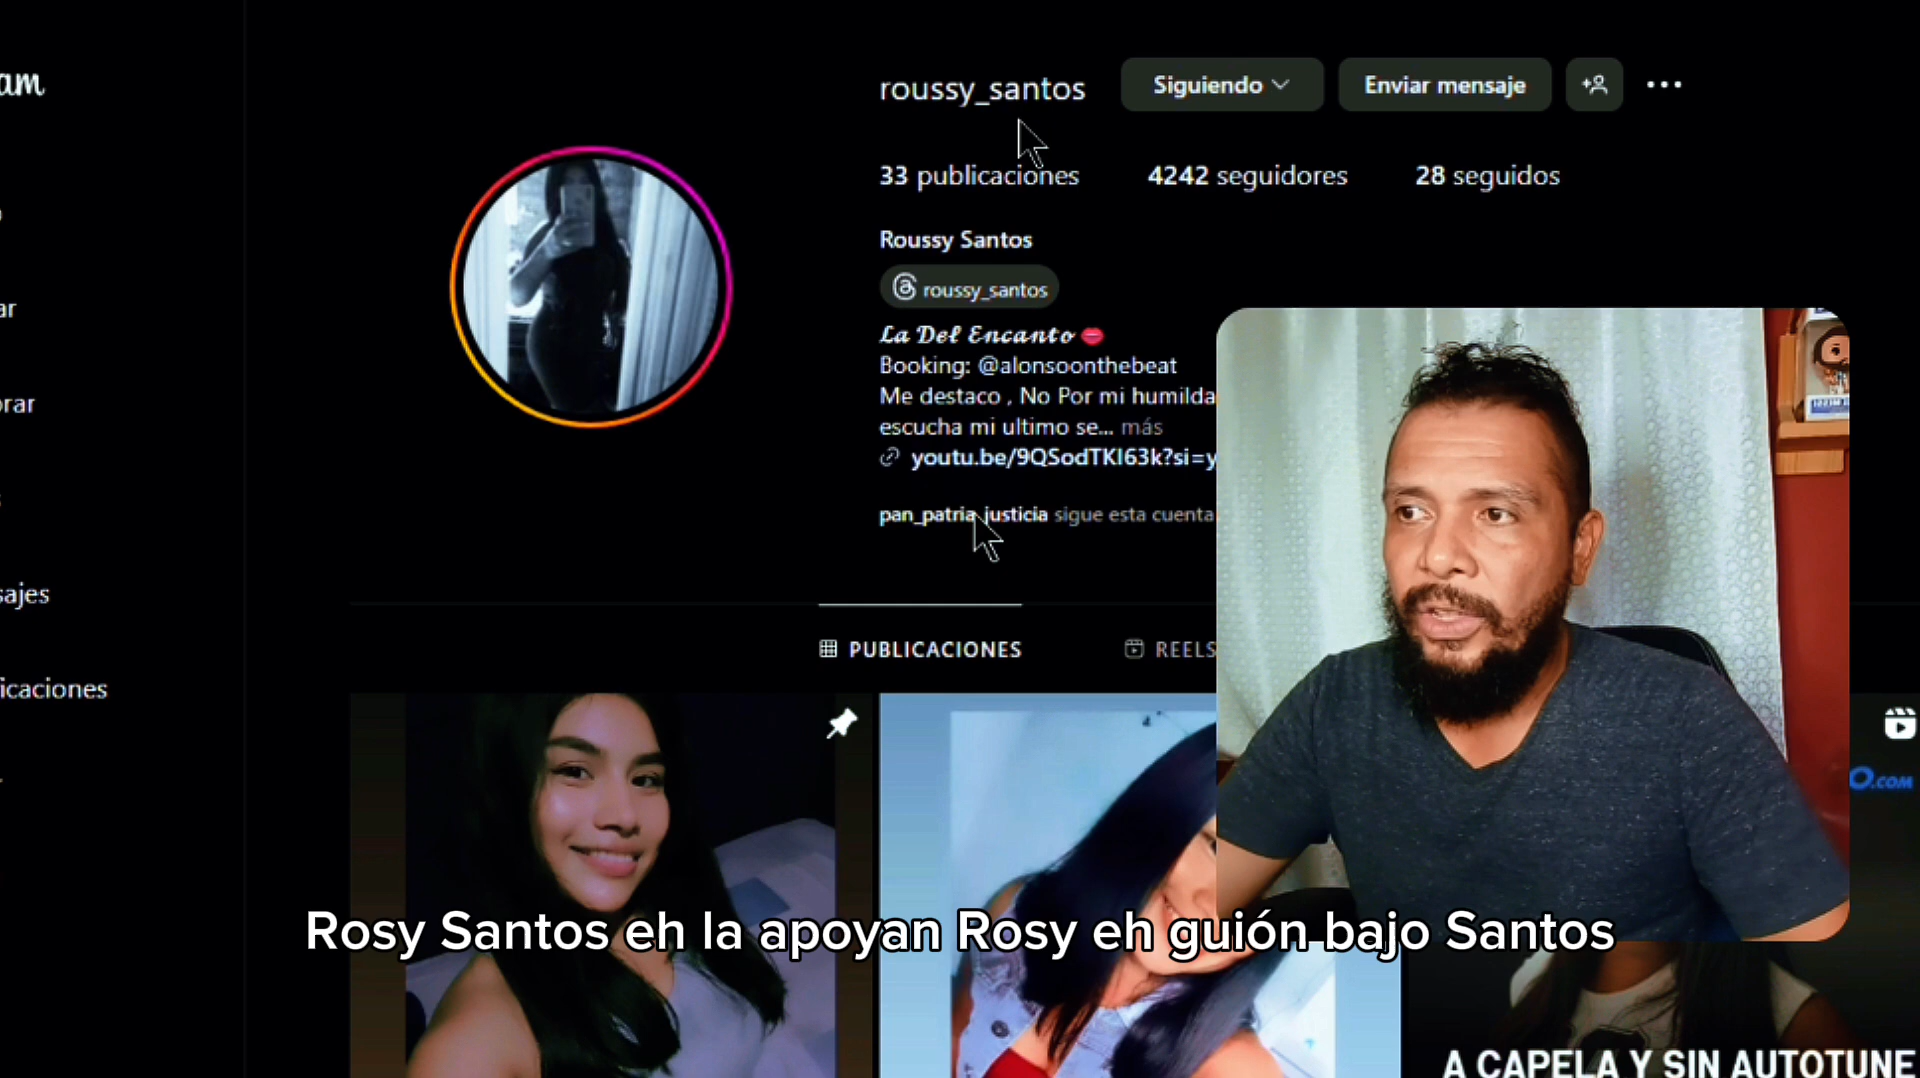 am
roussy_santos
Siguiendo
Enviar mensaje
33 publicaciones
4242 seguidores
28 seguidos
Roussy Santos
roussy_santos
La Del Encanto
Booking: @alonsoonthebeat
Me destaco , No Por mi humilda
escucha mi ultimo se... más
youtu.be/9QSodTKI63k?si=y
pan_patria_justicia sigue esta cuenta
ar
orar
sajes
icaciones
PUBLICACIONES
REELS
O.COM
Rosy Santos eh la apoyan Rosy eh guión bajo Santos
A CAPELA Y SIN AUTOTUNE